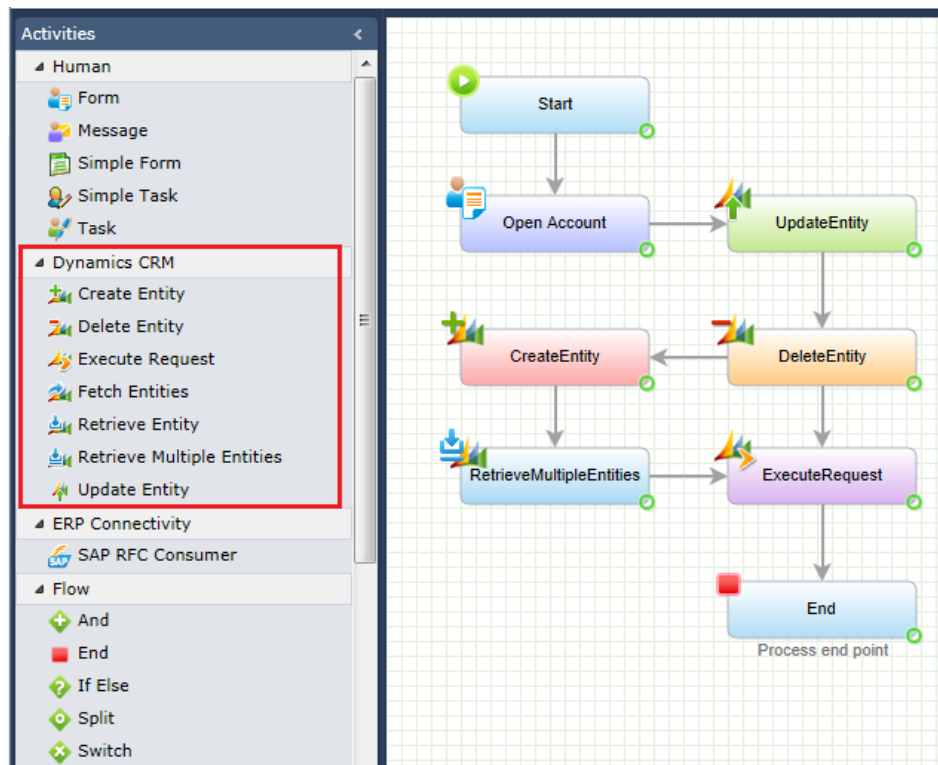 Activities
Human
Form
Message
Simple Form
Simple Task
Task
Dynamics CRM
Create Entity
Delete Entity
Execute Request
Fetch Entities
Retrieve Entity
Retrieve Multiple Entities
Update Entity
ERP Connectivity
SAP
SAP RFC Consumer
Flow
And
End
If Else
Split
Switch
Start
Open Account
UpdateEntity
CreateEntity
DeleteEntity
RetrieveMultipleEntities
ExecuteRequest
End
Process end point